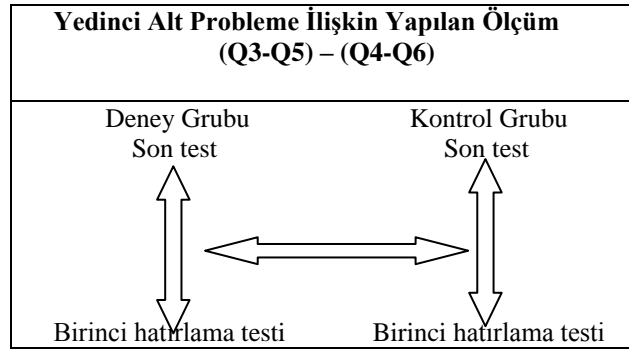 Yedinci Alt Probleme İlişkin Yapılan Ölçüm
(Q3-Q5) – (Q4-Q6)
Deney Grubu Kontrol Grubu
Son test Son test
Birinci hatırlama testi Birinci hatırlama testi